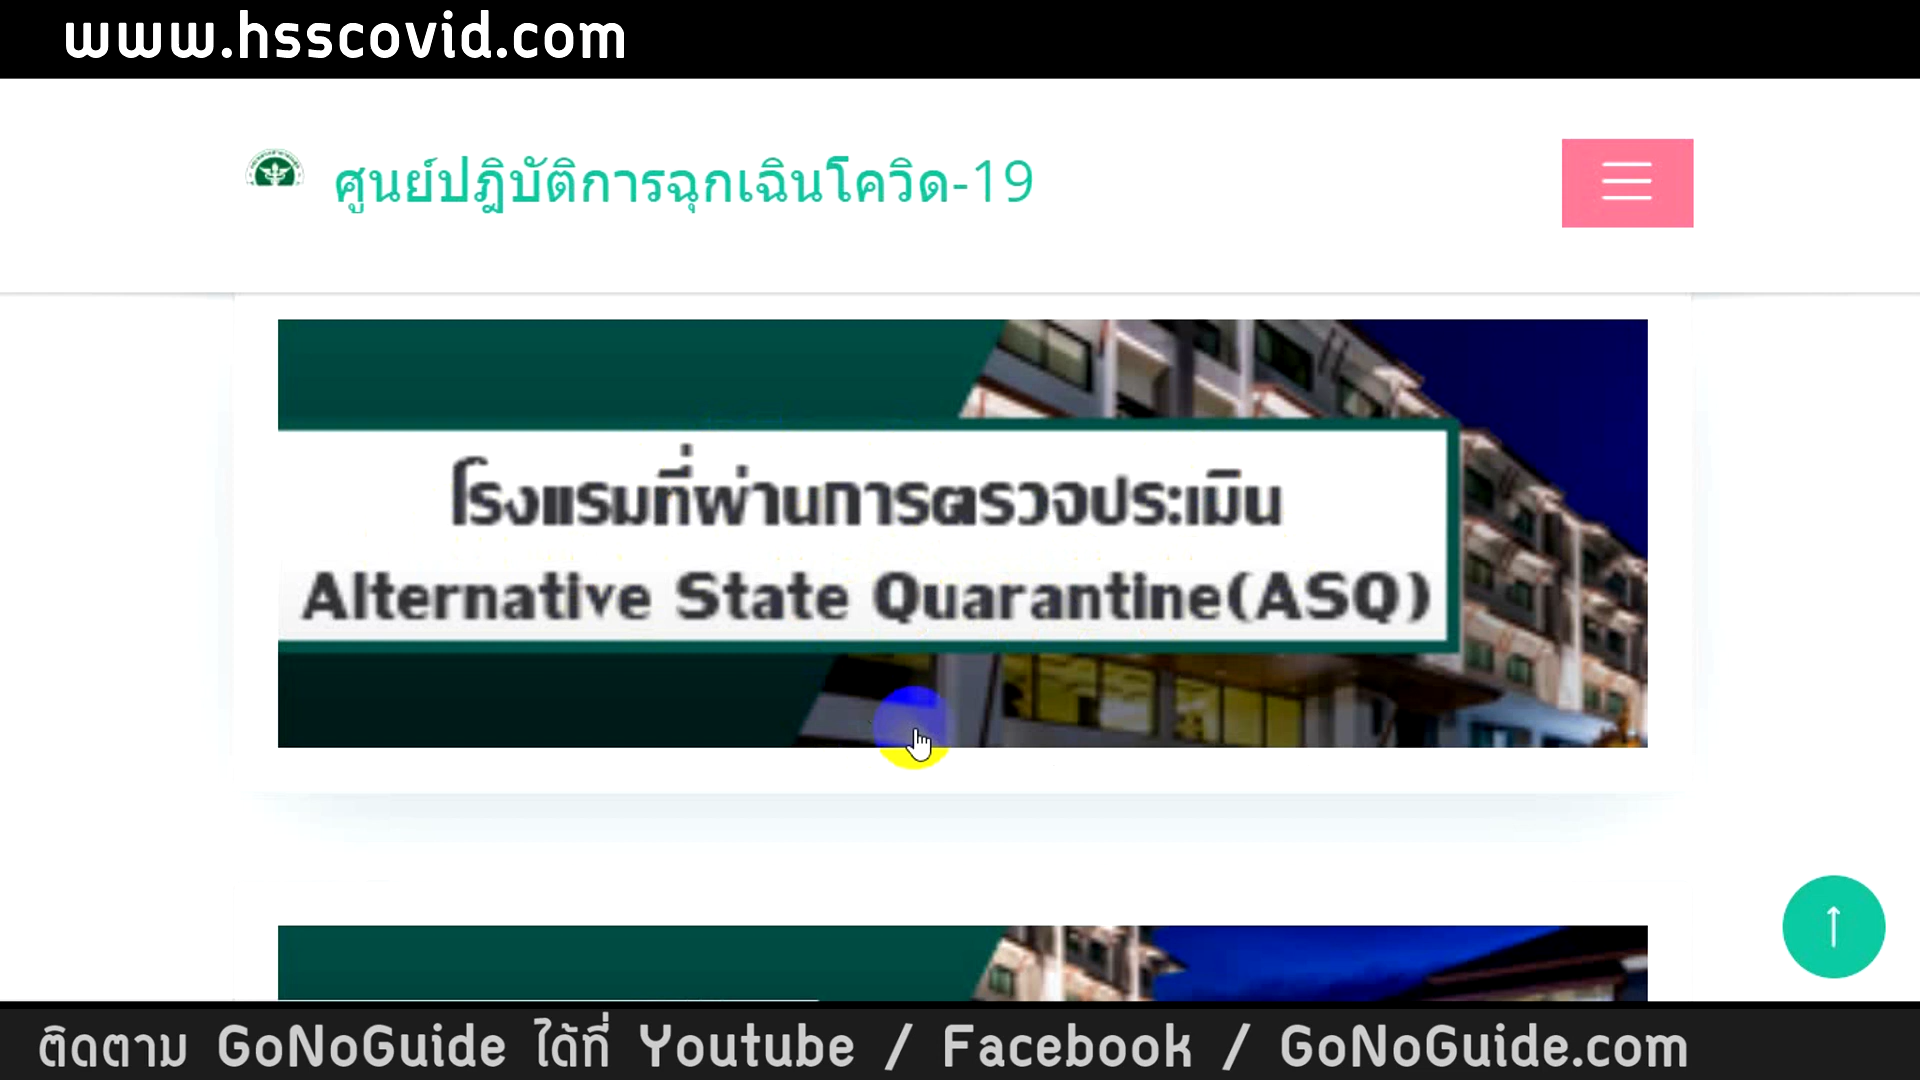 www.hsscovid.com
ศูนย์ปฎิบัติการฉุกเฉินโควิด-19
โรงแรมที่ผ่านการตรวจประเมิน
Alternative State Quarantine(ASQ)
ติดตาม GoNoGuide ได้ที่ Youtube / Facebook / GoNoGuide.com